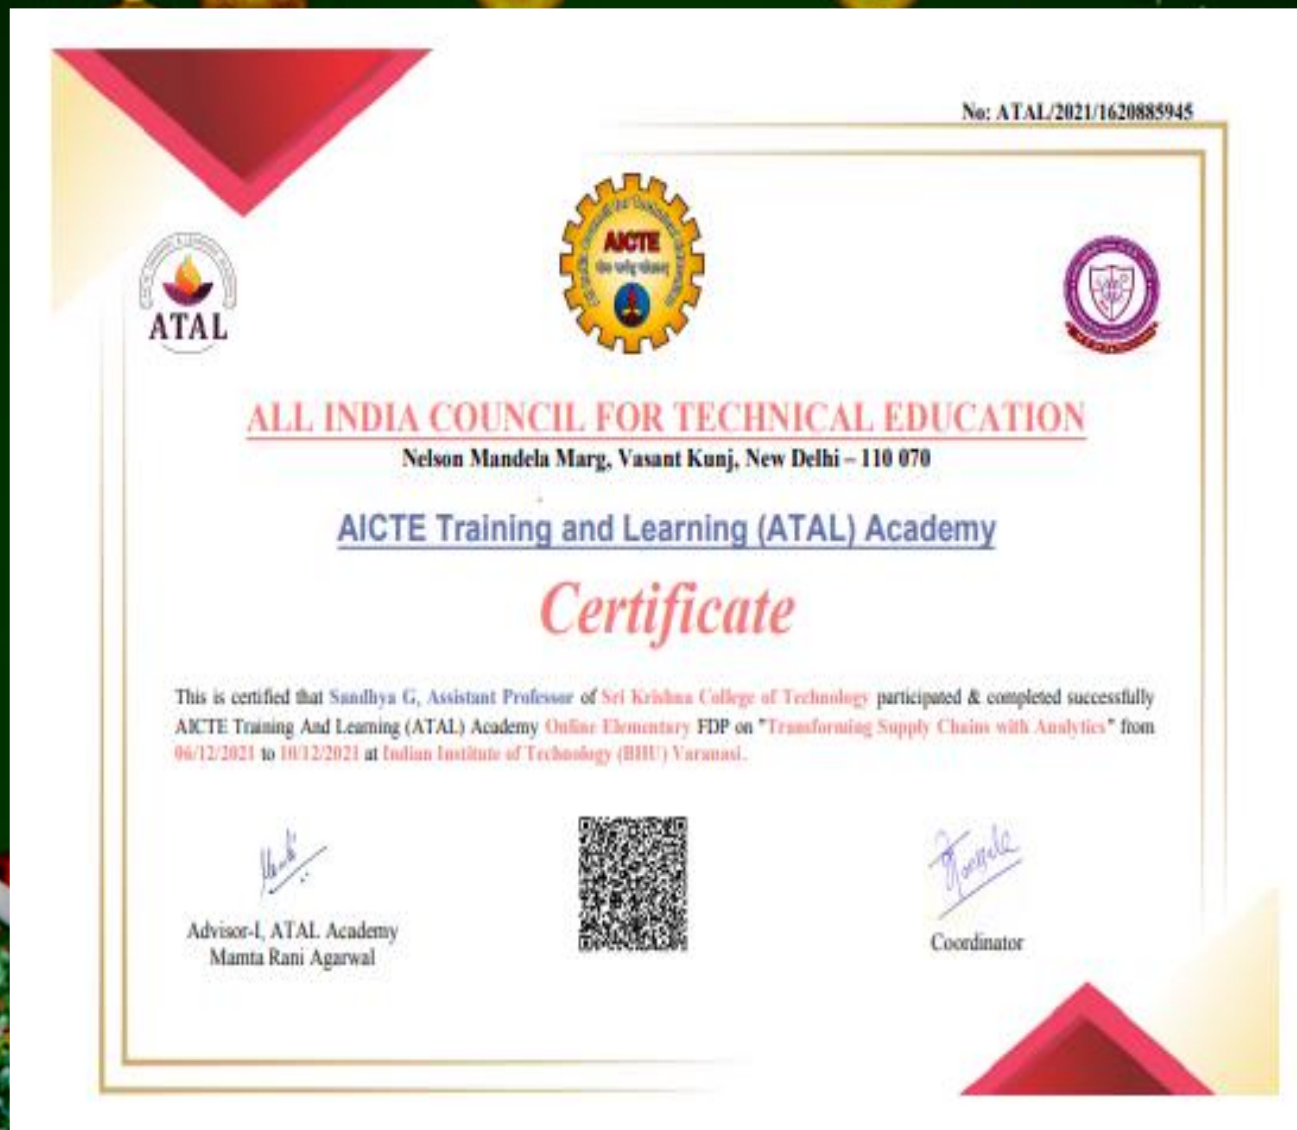 No: ATAL/2021/1620885945
AICTE
ATAL
ALL INDIA COUNCIL FOR TECHNICAL EDUCATION
Nelson Mandela Marg, Vasant Kunj, New Delhi – 110 070
AICTE Training and Learning (ATAL) Academy
Certificate
This is certified that Sandhya G, Assistant Professor of Sri Krishna College of Technology participated & completed successfully
AICTE Training And Learning (ATAL) Academy Online Elementary FDP on "Transforming Supply Chains with Analytics" from
06/12/2021 to 10/12/2021 at Indian Institute of Technology (BHU) Varanasi.
Advisor-I, ATAL Academy
Mamta Rani Agarwal
Coordinator